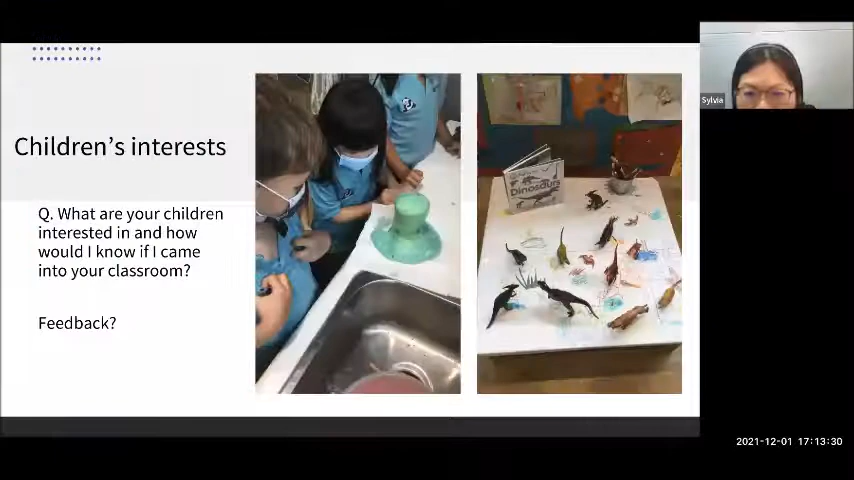 Children's interests
Q. What are your children
interested in and how
would I know if I came
into your classroom?
Feedback?
Dinosaurs
Sylvia
2021-12-01 17:13:30